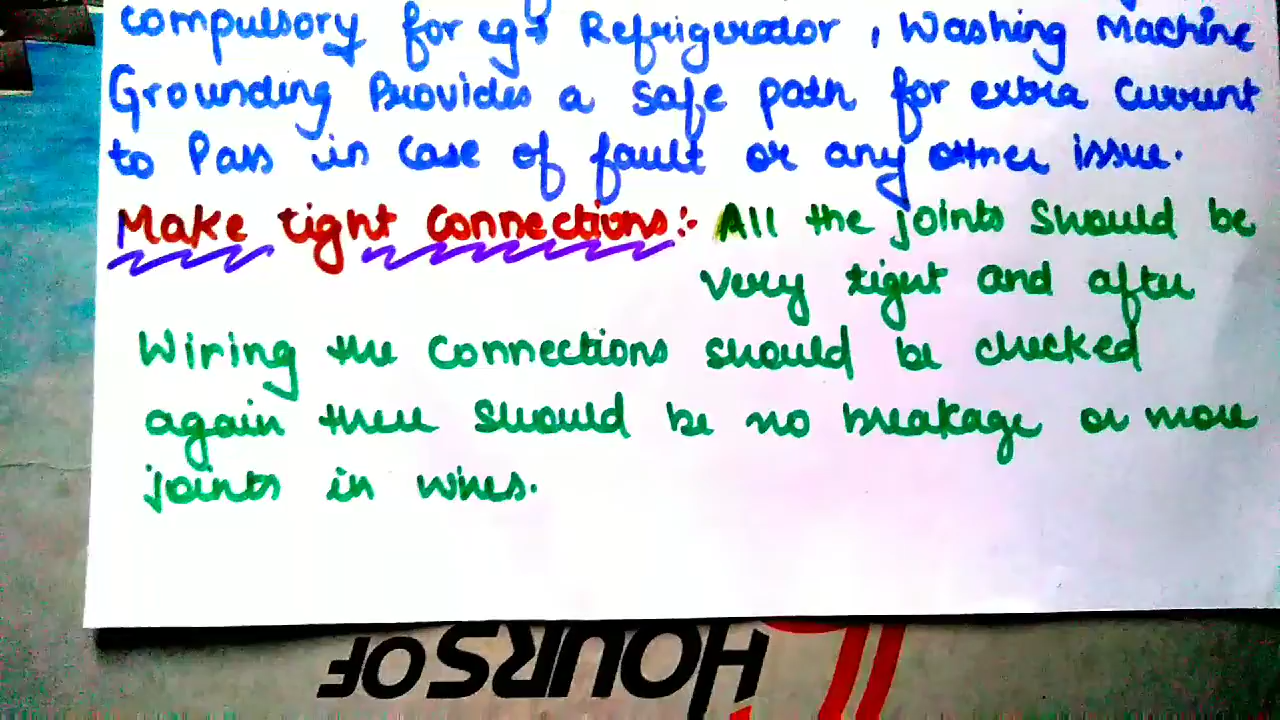 compulsory for eg:- Refrigerator, Washing Machine
Grounding Provides a safe path for extra current
to Pass in case of fault or any other issue.
Make tight connections:- All the joints should be
very tight and after
Wiring the connections should be checked
again there should be no breakage or more
joints in wires.
HOURS OF